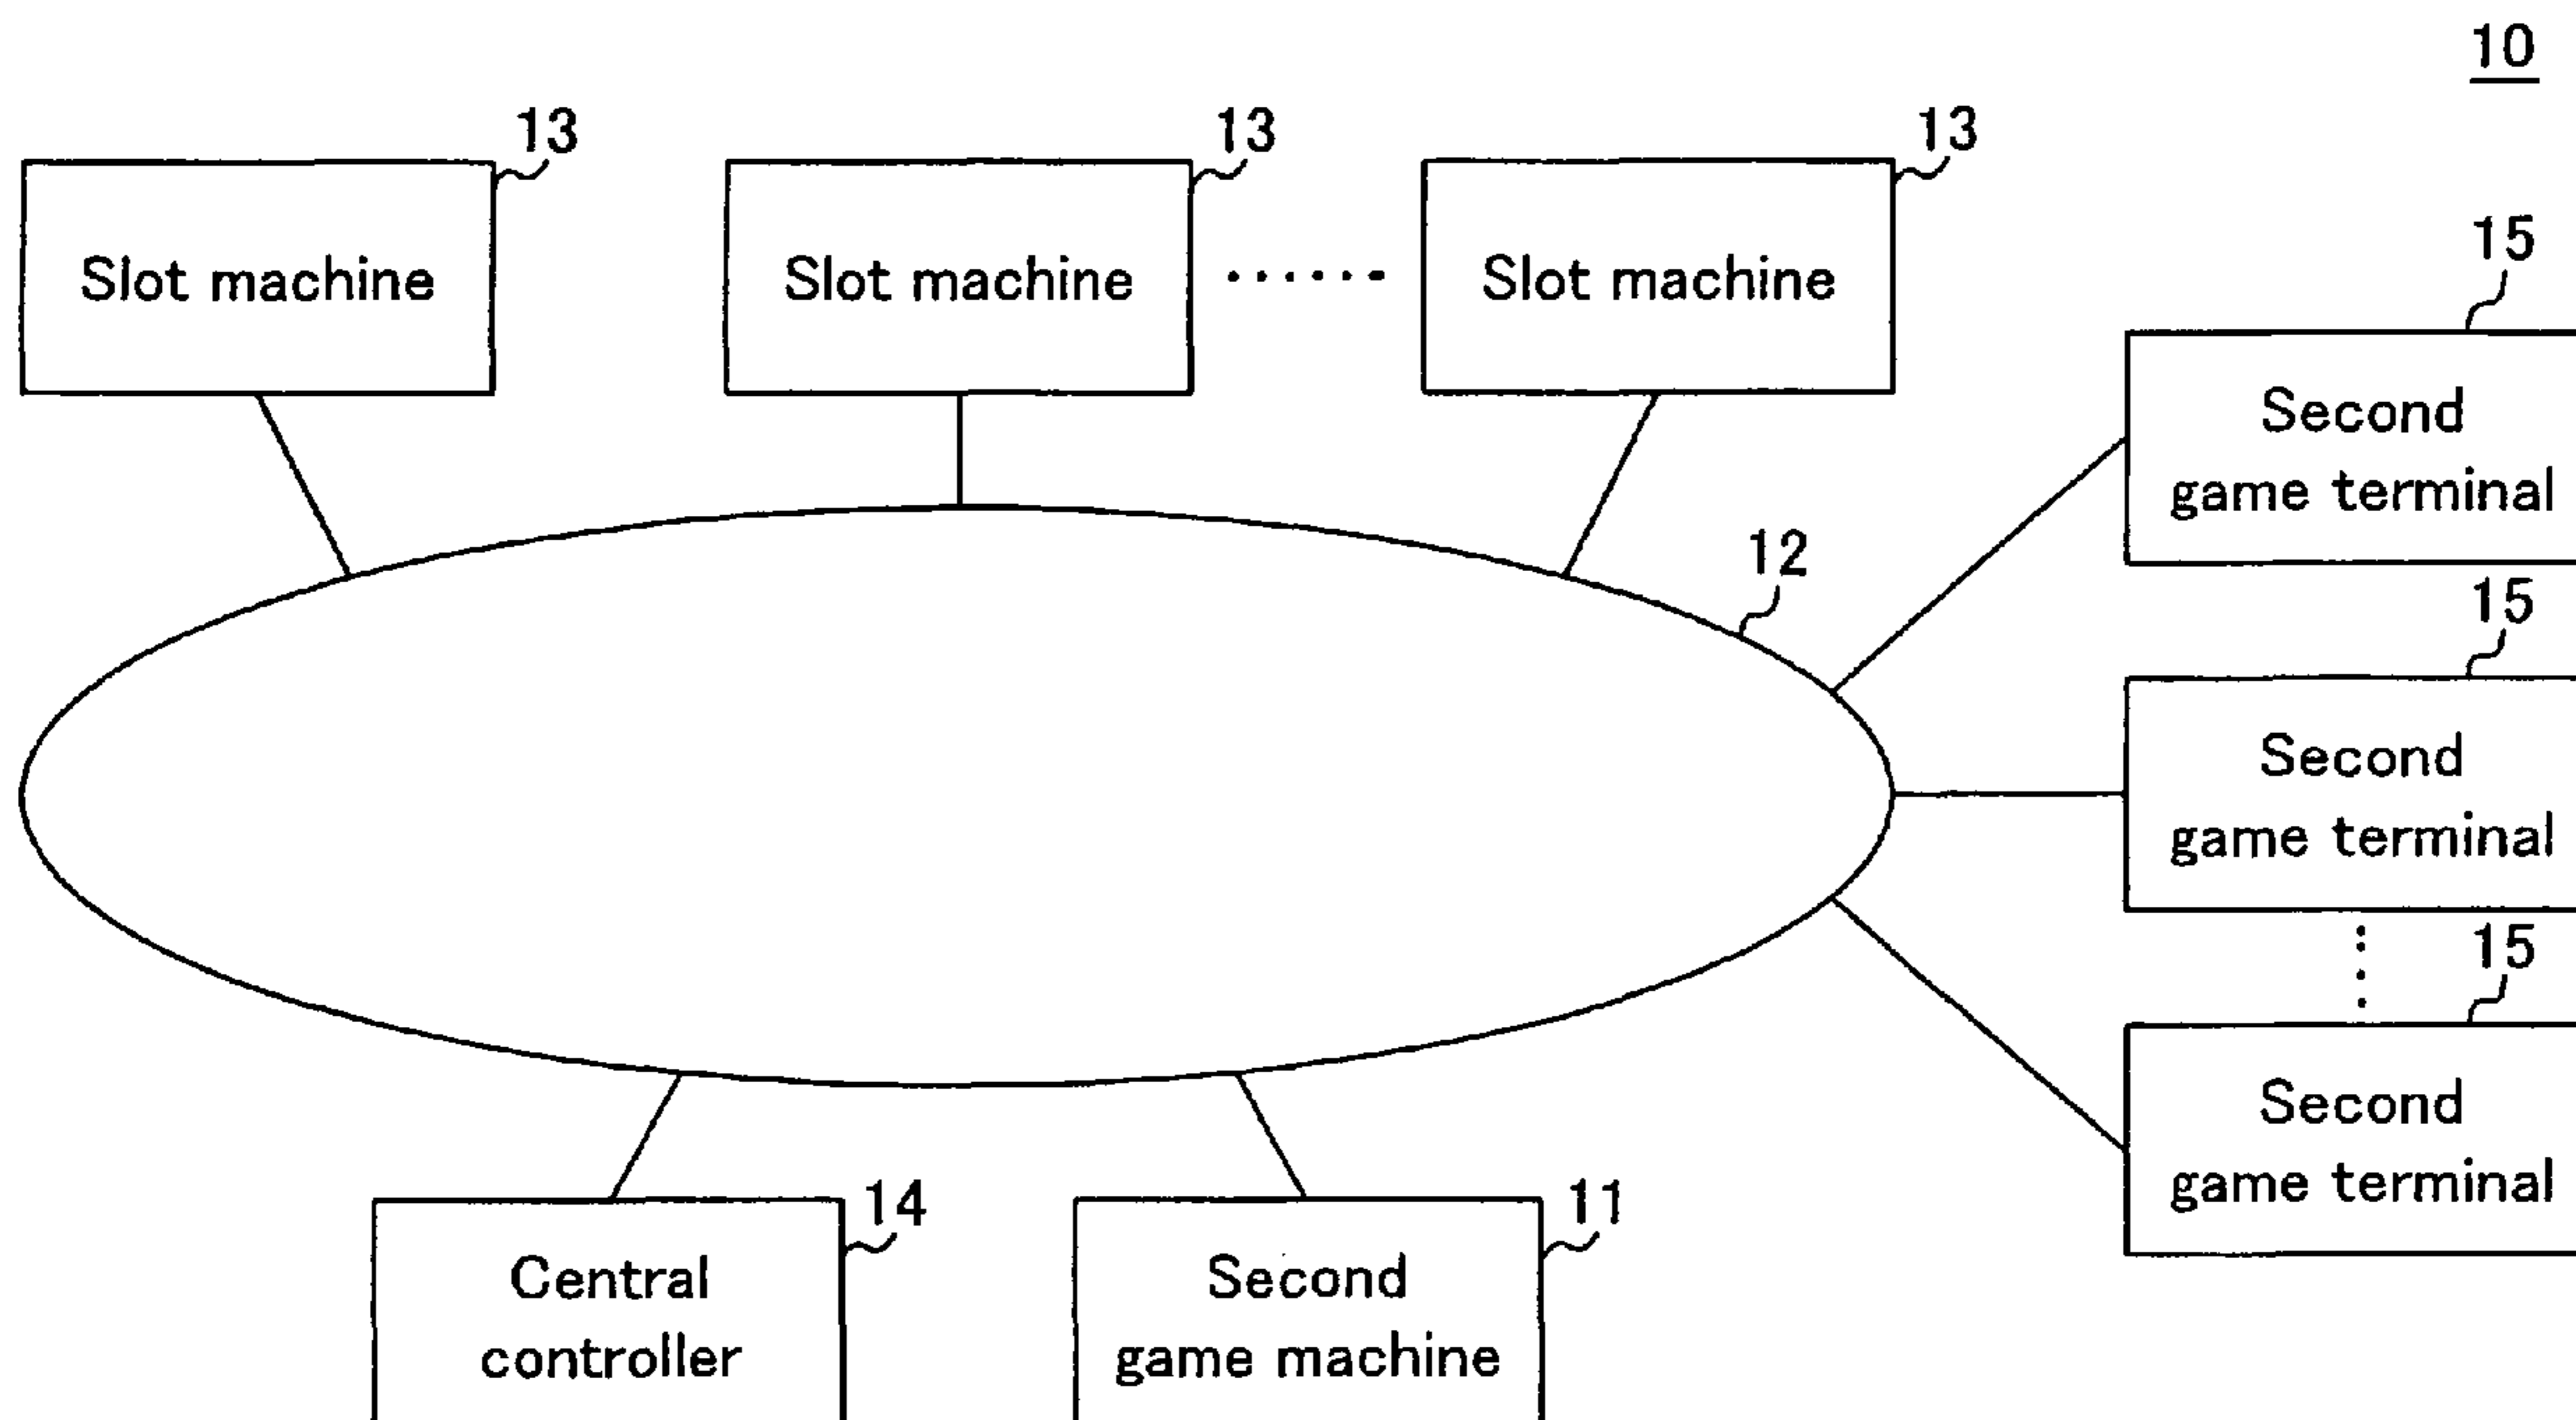 10
13
13
13
Slot machine
Slot machine
Slot machine
15
Second
game terminal
12
15
Second
game terminal
15
Second
game terminal
14
Central
controller
11
Second
game machine